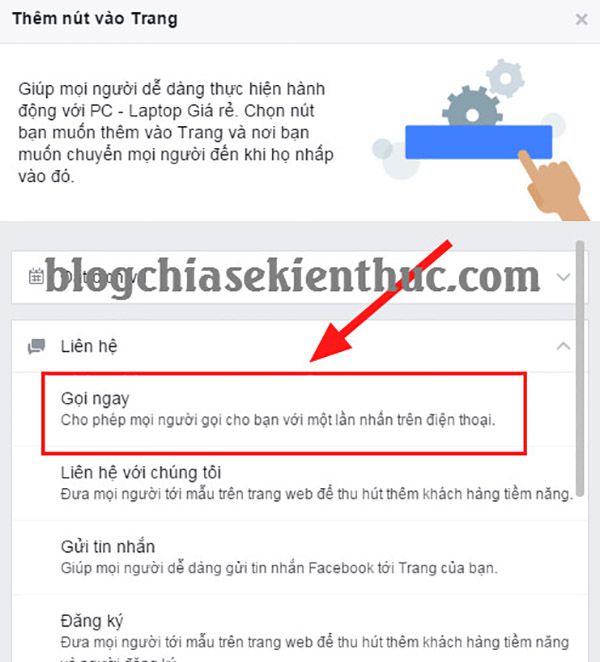 Thêm nút vào Trang
Giúp mọi người dễ dàng thực hiện hành
động với PC - Laptop Giá rẻ. Chọn nút
bạn muốn thêm vào Trang và nơi bạn
muốn chuyển mọi người đến khi họ nhấp
vào đó.
blogchiasekienthuc.com
Liên hệ
Gọi ngay
Cho phép mọi người gọi cho bạn với một lần nhấn trên điện thoại.
Liên hệ với chúng tôi
Đưa mọi người tới mẫu trên trang web để thu hút thêm khách hàng tiềm năng.
Gửi tin nhắn
Giúp mọi người dễ dàng gửi tin nhắn Facebook tới Trang của bạn.
Đăng ký
Đưa mọi người tới mẫu trên trang web để thu hút thêm khách hàng tiềm năng